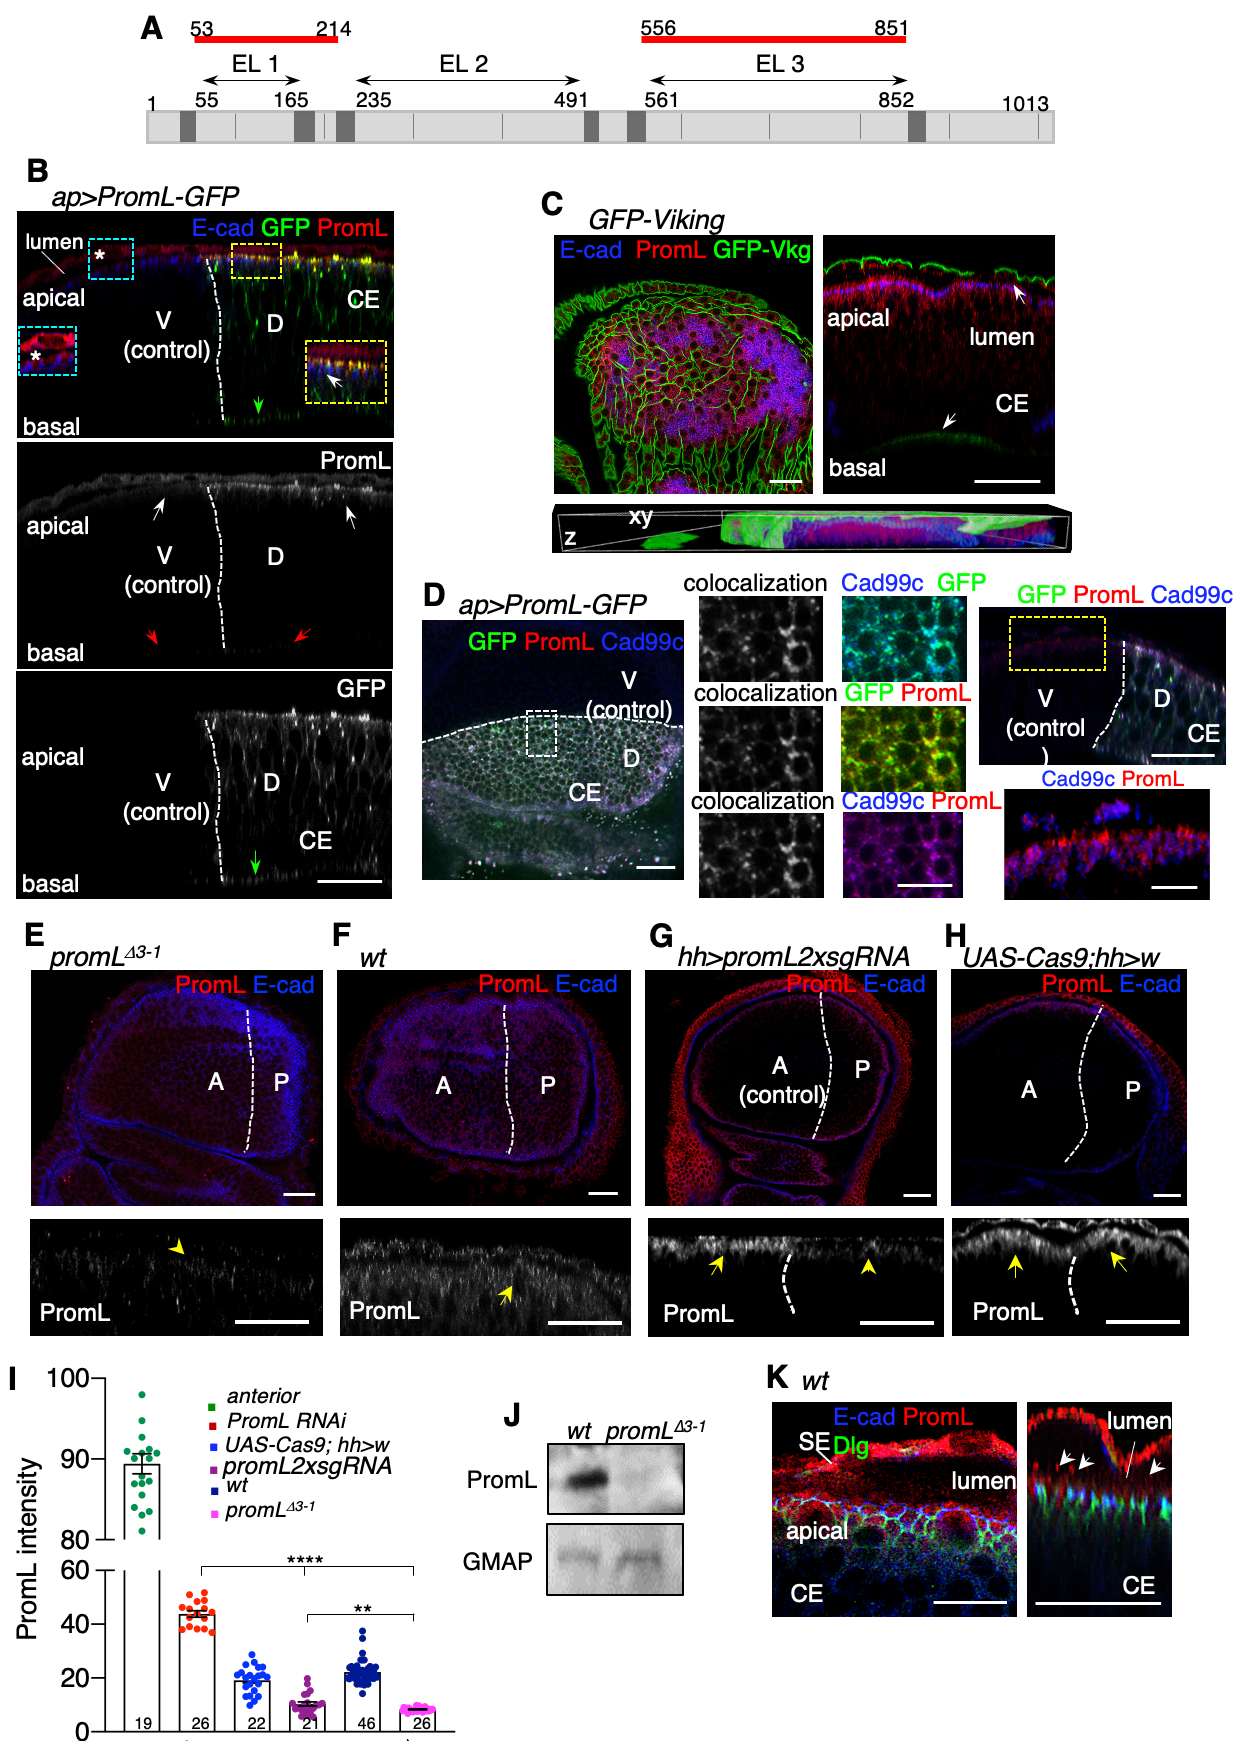 A
53 214 556 851
EL 1 EL 2 EL 3
1 55 165 235 491 561 852 1013
B
ap>PromL-GFP
E-cad GFP PromL
lumen
*
apical
CE
V
(control)
D
*
basal
PromL
apical
V
(control)
D
basal
GFP
apical
V
(control)
D
CE
basal
C
GFP-Viking
E-cad PromL GFP-Vkg
apical
lumen
CE
basal
xy
z
D
ap>PromL-GFP
GFP PromL Cad99c
V
(control)
D
CE
colocalization Cad99c GFP
colocalization GFP PromL
colocalization Cad99c PromL
GFP PromL Cad99c
V
(control
)
D
CE
Cad99c PromL
E
promLΔ3-1
PromL E-cad
A P
PromL
F
wt
PromL E-cad
A P
PromL
G
hh>promL2xsgRNA
PromL E-cad
A
(control)
P
PromL
H
UAS-Cas9;hh>w
PromL E-cad
A P
PromL
I
PromL intensity
100
90
80
60
40
20
0
anterior
PromL RNAi
UAS-Cas9; hh>w
promL2xsgRNA
wt
promLΔ3-1
****
**
19 26 22 21 46 26
J
wt promLΔ3-1
PromL
GMAP
K wt
E-cad PromL
SE Dlg
lumen
apical
CE
lumen
CE